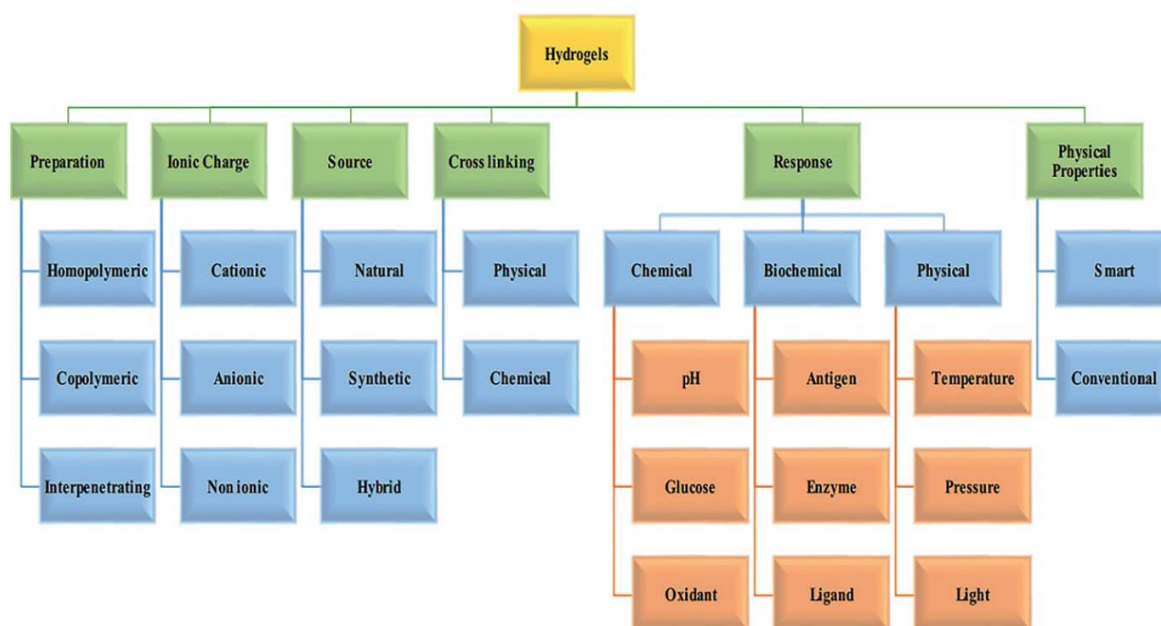 Hydrogels
Preparation
Ionic Charge
Source
Cross linking
Response
Physical
Properties
Homopolymeric
Cationic
Natural
Physical
Chemical
Biochemical
Physical
Smart
Copolymeric
Anionic
Synthetic
Chemical
pH
Antigen
Temperature
Conventional
Interpenetrating
Non ionic
Hybrid
Glucose
Enzyme
Pressure
Oxidant
Ligand
Light